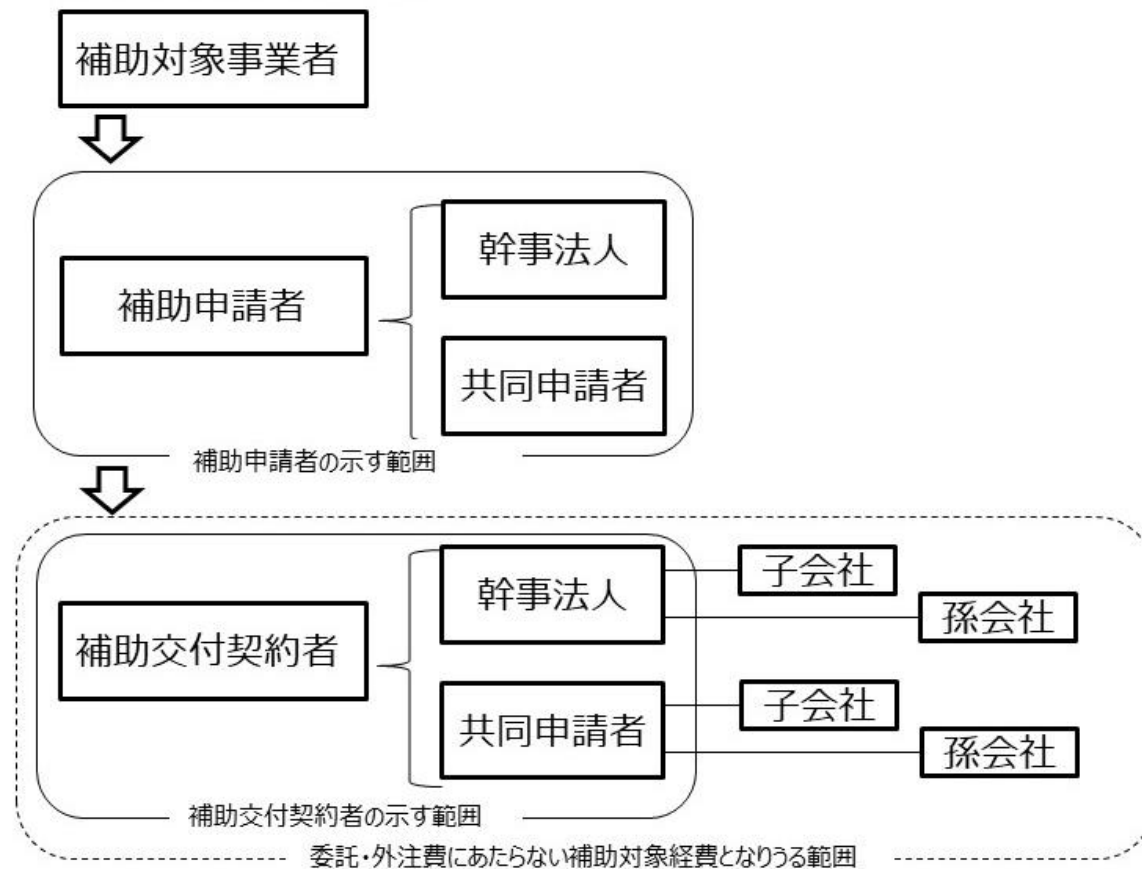 補助対象事業者
補助申請者
幹事法人
共同申請者
補助申請者の示す範囲
補助交付契約者
幹事法人
子会社
孫会社
共同申請者
子会社
孫会社
補助交付契約者の示す範囲
委託・外注費にあたらない補助対象経費となりうる範囲